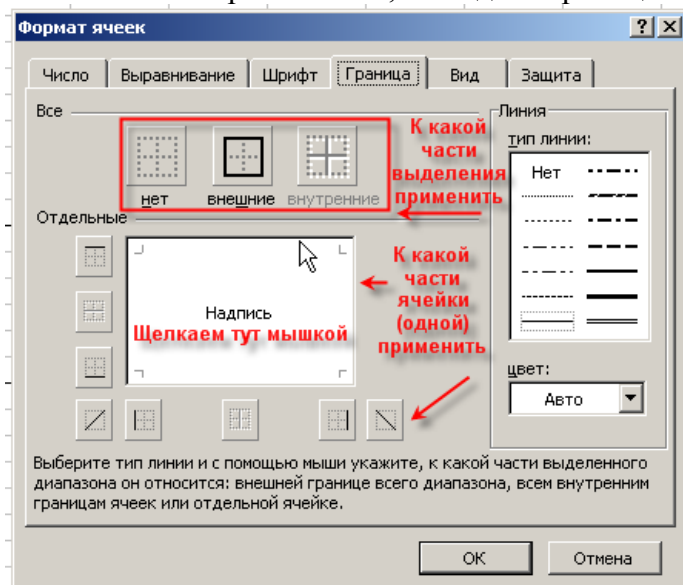 Формат ячеек
Число Выравнивание Шрифт Граница Вид Защита
Все
нет внешние внутренние
К какой
части
выделения
применить
Отдельные
Надпись
Щелкаем тут мышкой
К какой
части
ячейки
(одной)
применить
Линия
тип линии:
Нет
цвет:
Авто
Выберите тип линии и с помощью мыши укажите, к какой части выделенного
диапазона он относится: внешней границе всего диапазона, всем внутренним
границам ячеек или отдельной ячейке.
ОК Отмена